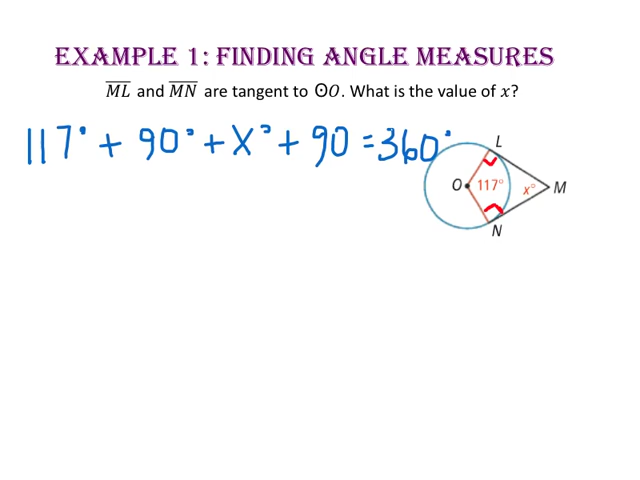 EXAMPLE 1: FINDING ANGLE MEASURES
ML and MN are tangent to ʘO. What is the value of x?
117° + 90° + x° + 90 = 360°
L
O 117° x° M
N